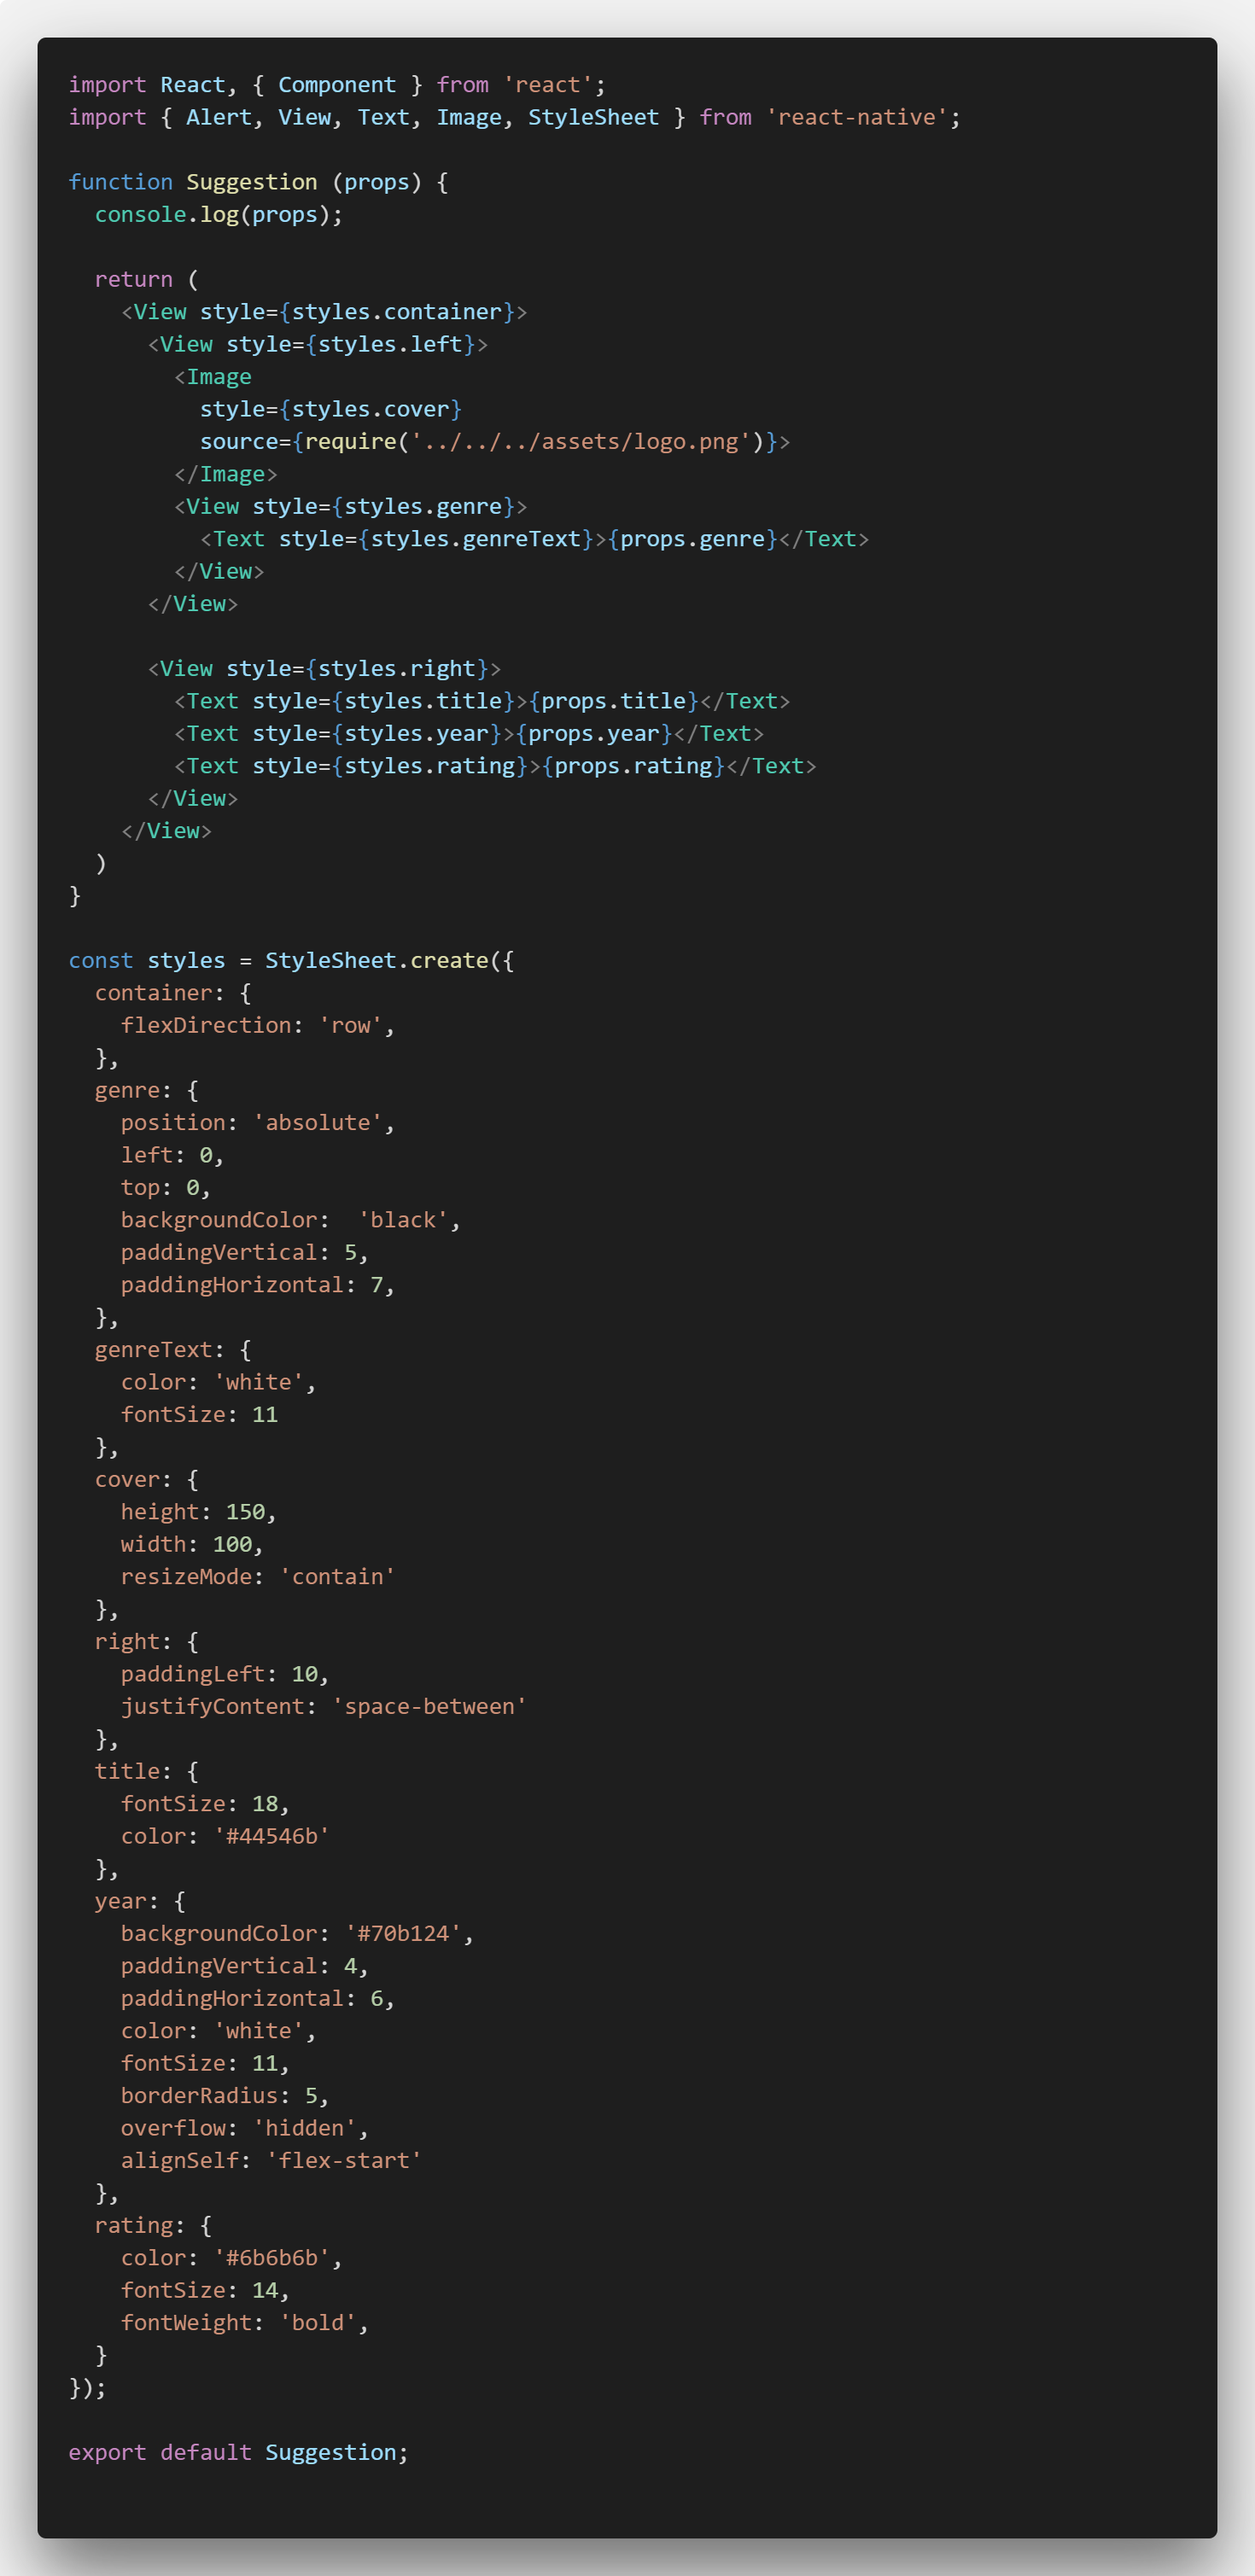 import React, { Component } from 'react';
import { Alert, View, Text, Image, StyleSheet } from 'react-native';

function Suggestion (props) {
  console.log(props);

  return (
    <View style={styles.container}>
      <View style={styles.left}>
        <Image
          style={styles.cover}
          source={require('../../../assets/logo.png')}>
        </Image>
        <View style={styles.genre}>
          <Text style={styles.genreText}>{props.genre}</Text>
        </View>
      </View>

      <View style={styles.right}>
        <Text style={styles.title}>{props.title}</Text>
        <Text style={styles.year}>{props.year}</Text>
        <Text style={styles.rating}>{props.rating}</Text>
      </View>
    </View>
  )
}

const styles = StyleSheet.create({
  container: {
    flexDirection: 'row',
  },
  genre: {
    position: 'absolute',
    left: 0,
    top: 0,
    backgroundColor:  'black',
    paddingVertical: 5,
    paddingHorizontal: 7,
  },
  genreText: {
    color: 'white',
    fontSize: 11
  },
  cover: {
    height: 150,
    width: 100,
    resizeMode: 'contain'
  },
  right: {
    paddingLeft: 10,
    justifyContent: 'space-between'
  },
  title: {
    fontSize: 18,
    color: '#44546b'
  },
  year: {
    backgroundColor: '#70b124',
    paddingVertical: 4,
    paddingHorizontal: 6,
    color: 'white',
    fontSize: 11,
    borderRadius: 5,
    overflow: 'hidden',
    alignSelf: 'flex-start'
  },
  rating: {
    color: '#6b6b6b',
    fontSize: 14,
    fontWeight: 'bold',
  }
});

export default Suggestion;